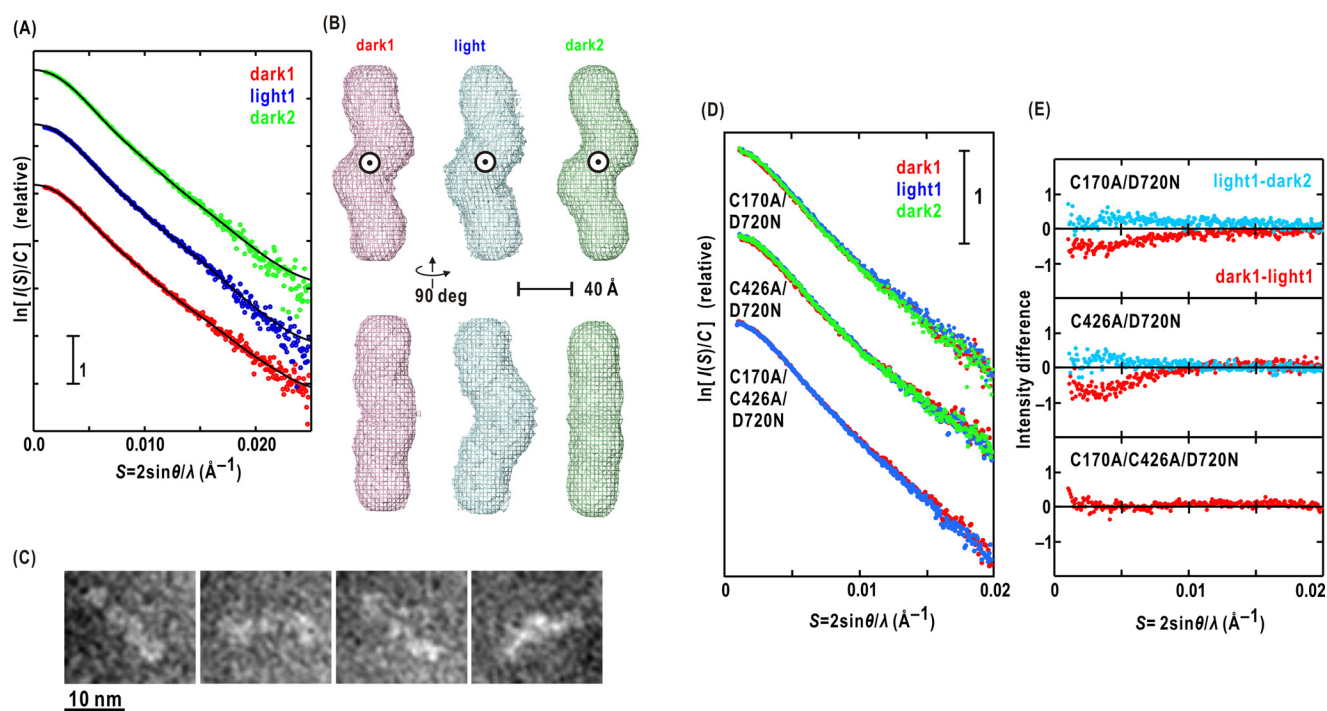 (A)
dark1
light1
dark2
ln[ I(S)/C ] (relative)
1
0.0
0.010
0.020
S=2sinθ/λ (Å⁻¹)
(B)
dark1
light
dark2
90 deg
40 Å
(C)
10 nm
(D)
dark1
light1
dark2
1
C170A/
D720N
C426A/
D720N
C170A/
C426A/
D720N
ln[ I(S)/C ] (relative)
0
0.01
0.02
S=2sinθ/λ (Å⁻¹)
(E)
C170A/D720N
light1-dark2
dark1-light1
1
0
−1
C426A/D720N
1
0
−1
C170A/C426A/D720N
1
0
−1
Intensity difference
0
0.01
0.02
S= 2sinθ/λ (Å⁻¹)